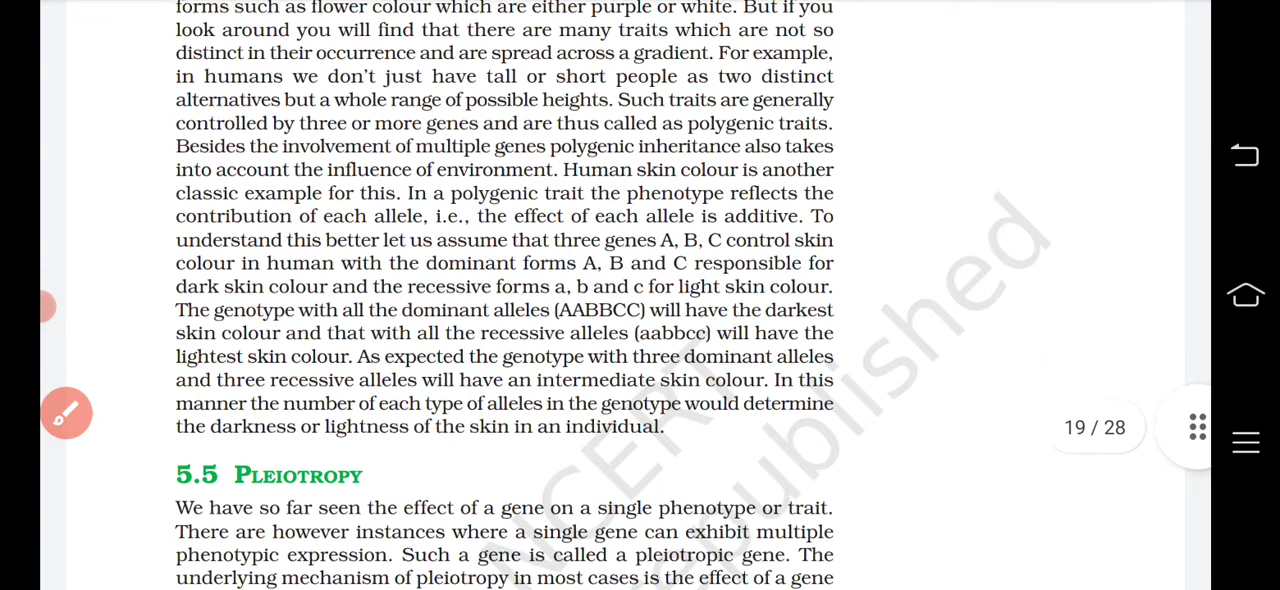 forms such as flower colour which are either purple or white. But if you
look around you will find that there are many traits which are not so
distinct in their occurrence and are spread across a gradient. For example,
in humans we don't just have tall or short people as two distinct
alternatives but a whole range of possible heights. Such traits are generally
controlled by three or more genes and are thus called as polygenic traits.
Besides the involvement of multiple genes polygenic inheritance also takes
into account the influence of environment. Human skin colour is another
classic example for this. In a polygenic trait the phenotype reflects the
contribution of each allele, i.e., the effect of each allele is additive. To
understand this better let us assume that three genes A, B, C control skin
colour in human with the dominant forms A, B and C responsible for
dark skin colour and the recessive forms a, b and c for light skin colour.
The genotype with all the dominant alleles (AABBCC) will have the darkest
skin colour and that with all the recessive alleles (aabbcc) will have the
lightest skin colour. As expected the genotype with three dominant alleles
and three recessive alleles will have an intermediate skin colour. In this
manner the number of each type of alleles in the genotype would determine
the darkness or lightness of the skin in an individual.
19 / 28
5.5 PLEIOTROPY
We have so far seen the effect of a gene on a single phenotype or trait.
There are however instances where a single gene can exhibit multiple
phenotypic expression. Such a gene is called a pleiotropic gene. The
underlying mechanism of pleiotropy in most cases is the effect of a gene
NCERT
republished